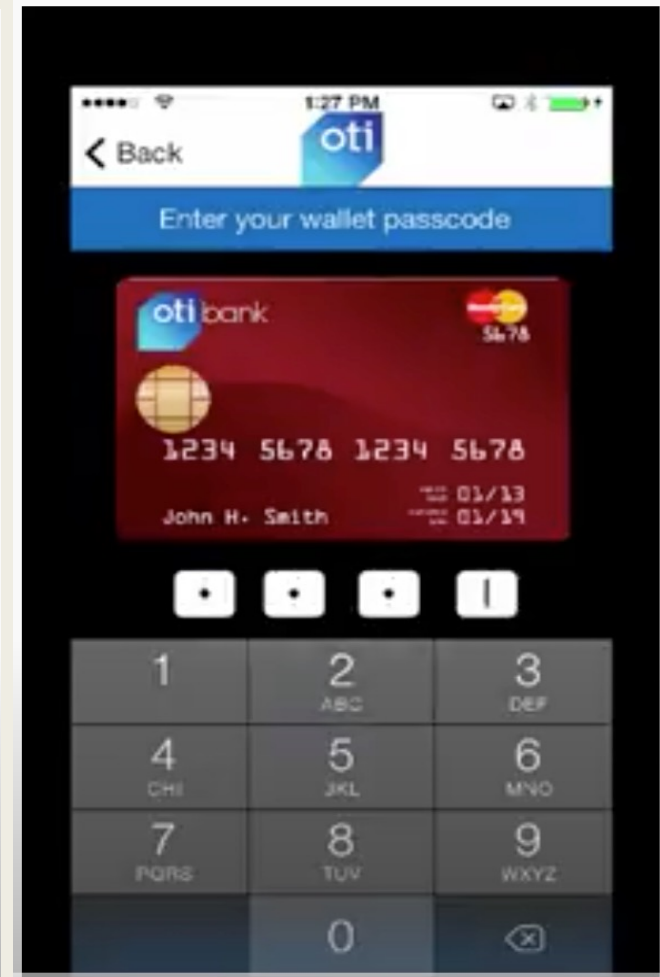 1:27 PM
Back
oti
Enter your wallet passcode
oti bank
5678
1234 5678 1234 5678
01/13
John H. Smith
01/19
1
2
3
ABC
DEF
4
5
6
GHI
JKL
MNO
7
8
9
PQRS
TUV
WXYZ
0